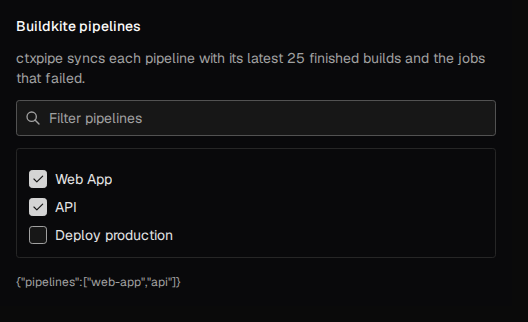 Buildkite pipelines
ctxpipe syncs each pipeline with its latest 25 finished builds and the jobs
that failed.
Filter pipelines
Web App
API
Deploy production
{"pipelines":["web-app","api"]}